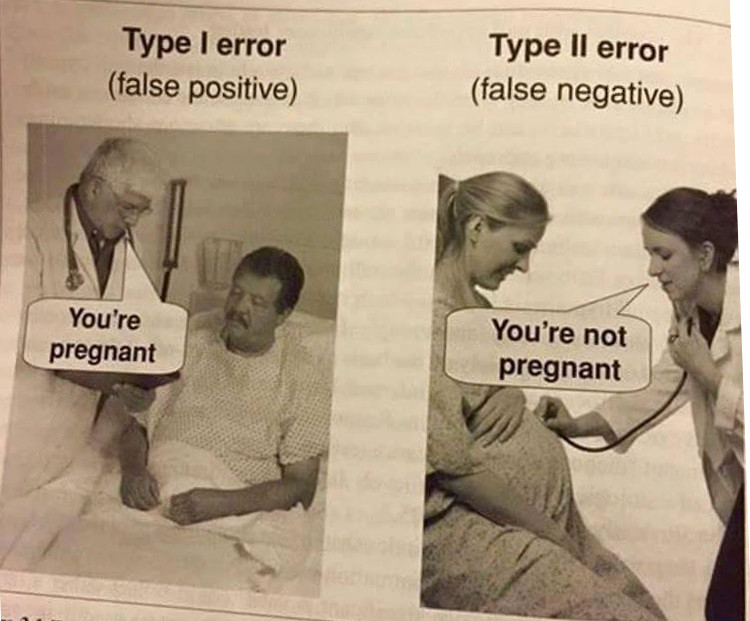 Type I error
(false positive)
You're
pregnant
Type II error
(false negative)
You're not
pregnant